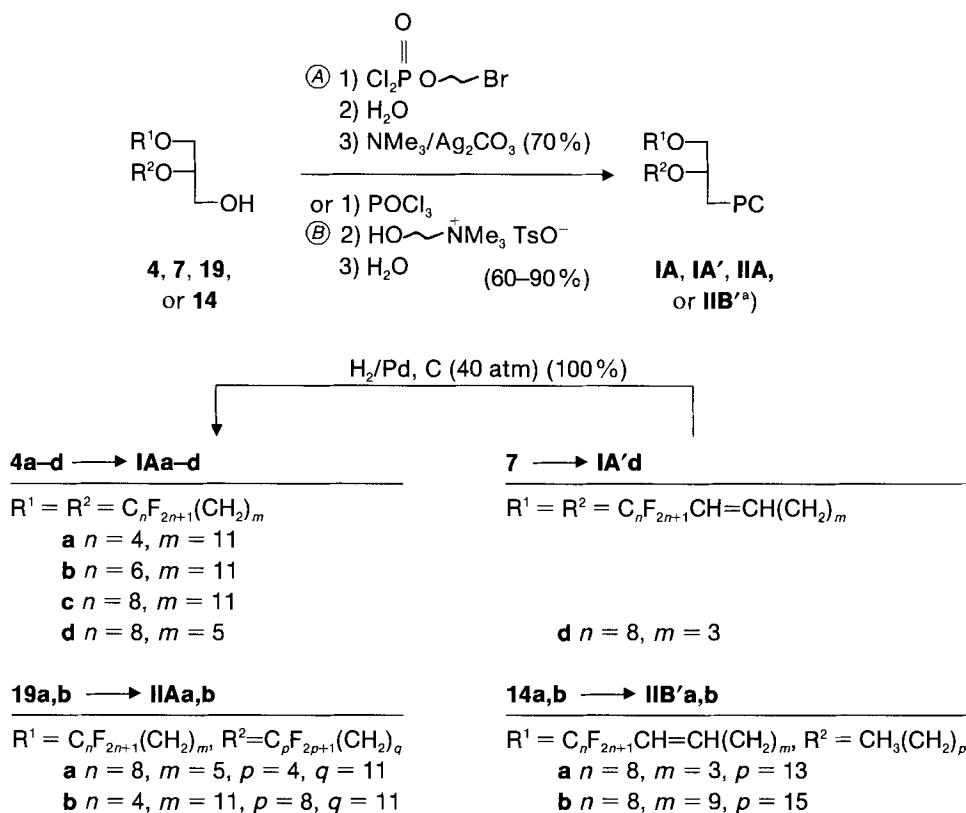 O
Ⓐ 1) Cl₂P O Br
2) H₂O
3) NMe₃/Ag₂CO₃ (70%)
R¹O
R²O
OH
or 1) POCl₃
Ⓑ 2) HO NMe₃⁺ TsO⁻
3) H₂O (60–90%)
R¹O
R²O
PC
4, 7, 19,
or 14
IA, IA′, IIA,
or IIB′ᵃ)
H₂/Pd, C (40 atm) (100%)
4a–d ⟶ IAa–d
R¹ = R² = CₙF₂ₙ₊₁(CH₂)ₘ
a n = 4, m = 11
b n = 6, m = 11
c n = 8, m = 11
d n = 8, m = 5
7 ⟶ IA′d
R¹ = R² = CₙF₂ₙ₊₁CH=CH(CH₂)ₘ
d n = 8, m = 3
19a,b ⟶ IIAa,b
R¹ = CₙF₂ₙ₊₁(CH₂)ₘ, R²=CₚF₂ₚ₊₁(CH₂)q
a n = 8, m = 5, p = 4, q = 11
b n = 4, m = 11, p = 8, q = 11
14a,b ⟶ IIB′a,b
R¹ = CₙF₂ₙ₊₁CH=CH(CH₂)ₘ, R² = CH₃(CH₂)ₚ
a n = 8, m = 3, p = 13
b n = 8, m = 9, p = 15